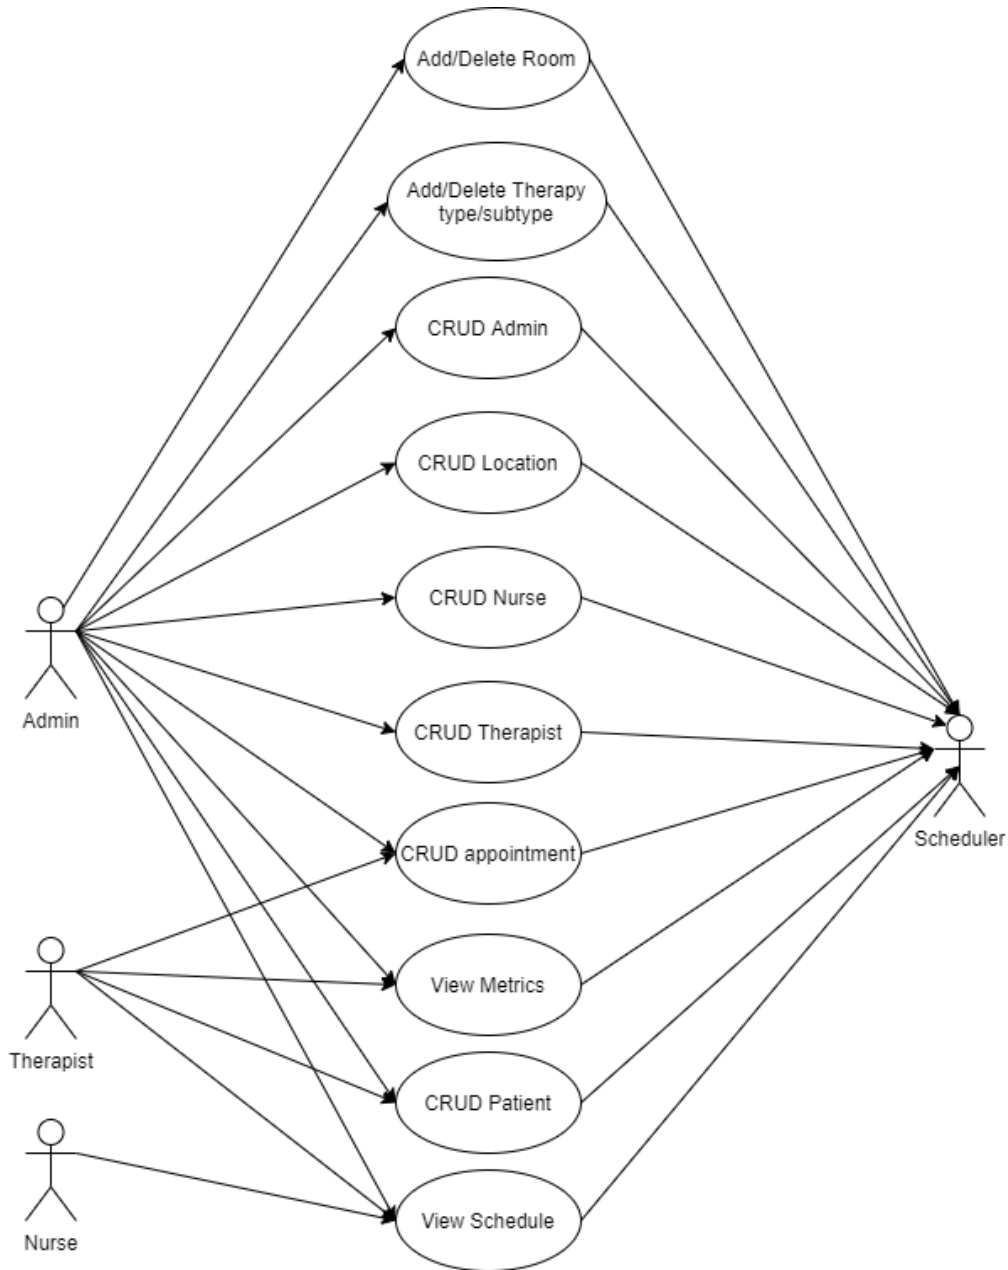 Add/Delete Room
Add/Delete Therapy
type/subtype
CRUD Admin
CRUD Location
CRUD Nurse
Admin
CRUD Therapist
Scheduler
CRUD appointment
View Metrics
Therapist
CRUD Patient
View Schedule
Nurse